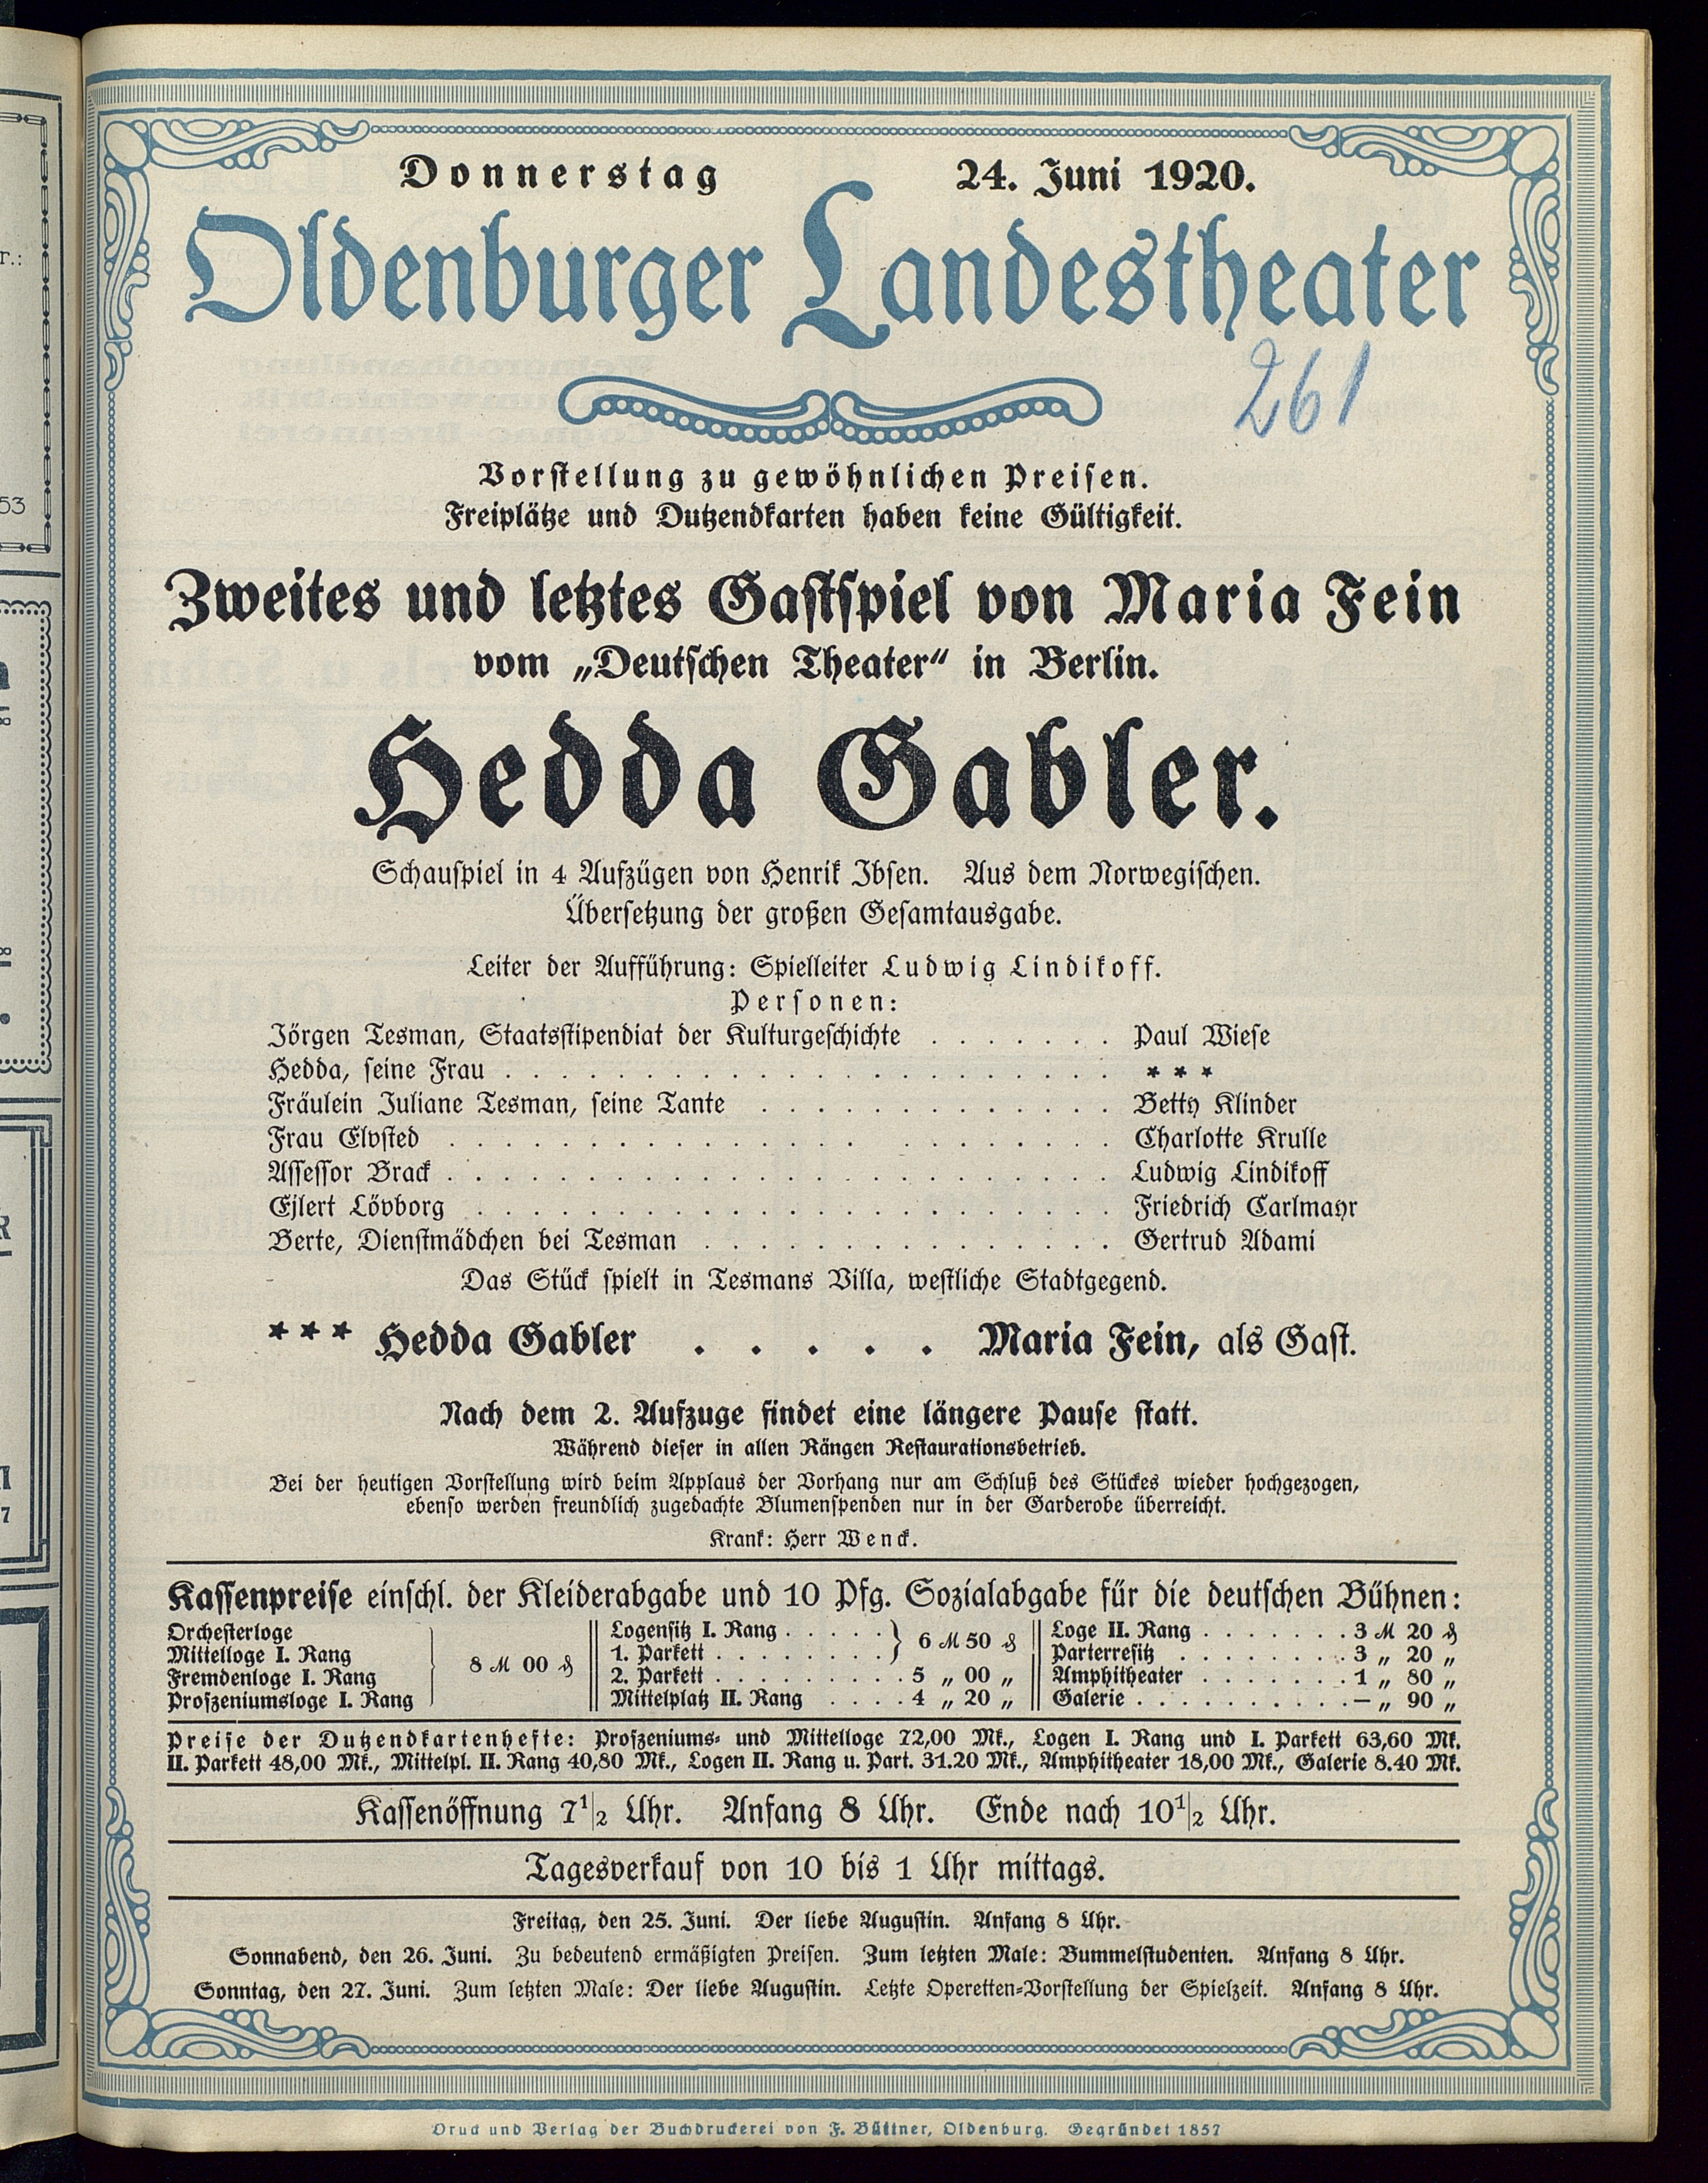 Donnerstag 24. Juni 1920.
Oldenburger Landestheater
261
Vorstellung zu gewöhnlichen Preisen.
Freiplätze und Dutzendkarten haben keine Gültigkeit.
Zweites und letztes Gastspiel von Maria Fein
vom „Deutschen Theater“ in Berlin.
Hedda Gabler.
Schauspiel in 4 Aufzügen von Henrik Ibsen. Aus dem Norwegischen.
Übersetzung der großen Gesamtausgabe.
Leiter der Aufführung: Spielleiter Ludwig Lindikoff.
Personen:
Jörgen Tesman, Staatsstipendiat der Kulturgeschichte . . . . . . . Paul Wiese
Hedda, seine Frau . . . . . . . . . . . . . . . . . . . . . . * * *
Fräulein Juliane Tesman, seine Tante . . . . . . . . . . . . . Betty Klinder
Frau Elvsted . . . . . . . . . . . . . . . . . . . . . . . . Charlotte Krulle
Assessor Brack . . . . . . . . . . . . . . . . . . . . . . . . Ludwig Lindikoff
Ejlert Lövborg . . . . . . . . . . . . . . . . . . . . . . . Friedrich Carlmayr
Berte, Dienstmädchen bei Tesman . . . . . . . . . . . . . . . Gertrud Adami
Das Stück spielt in Tesmans Villa, westliche Stadtgegend.
* * * Hedda Gabler . . . . . Maria Fein, als Gast.
Nach dem 2. Aufzuge findet eine längere Pause statt.
Während dieser in allen Rängen Restaurationsbetrieb.
Bei der heutigen Vorstellung wird beim Applaus der Vorhang nur am Schluß des Stückes wieder hochgezogen,
ebenso werden freundlich zugedachte Blumenspenden nur in der Garderobe überreicht.
Krank: Herr Wenck.
Kassenpreise einschl. der Kleiderabgabe und 10 Pfg. Sozialabgabe für die deutschen Bühnen:
Orchesterloge
Mittelloge I. Rang
Fremdenloge I. Rang
Proszeniumsloge I. Rang
8 ℳ 00 ₰
Logensitz I. Rang . . . . .
1. Parkett . . . . . . . .
6 ℳ 50 ₰
2. Parkett . . . . . . . . 5 „ 00 „
Mittelplatz II. Rang . . . . 4 „ 20 „
Loge II. Rang . . . . . . . 3 ℳ 20 ₰
Parterresitz . . . . . . . . 3 „ 20 „
Amphitheater . . . . . . . 1 „ 80 „
Galerie . . . . . . . . . . — „ 90 „
Preise der Dutzendkartenhefte: Proszeniums- und Mittelloge 72,00 Mk., Logen I. Rang und I. Parkett 63,60 Mk.
II. Parkett 48,00 Mk., Mittelpl. II. Rang 40,80 Mk., Logen II. Rang u. Part. 31.20 Mk., Amphitheater 18,00 Mk., Galerie 8.40 Mk.
Kassenöffnung 7½ Uhr. Anfang 8 Uhr. Ende nach 10½ Uhr.
Tagesverkauf von 10 bis 1 Uhr mittags.
Freitag, den 25. Juni. Der liebe Augustin. Anfang 8 Uhr.
Sonnabend, den 26. Juni. Zu bedeutend ermäßigten Preisen. Zum letzten Male: Bummelstudenten. Anfang 8 Uhr.
Sonntag, den 27. Juni. Zum letzten Male: Der liebe Augustin. Letzte Operetten-Vorstellung der Spielzeit. Anfang 8 Uhr.
Druck und Verlag der Buchdruckerei von F. Büttner, Oldenburg. Gegründet 1857